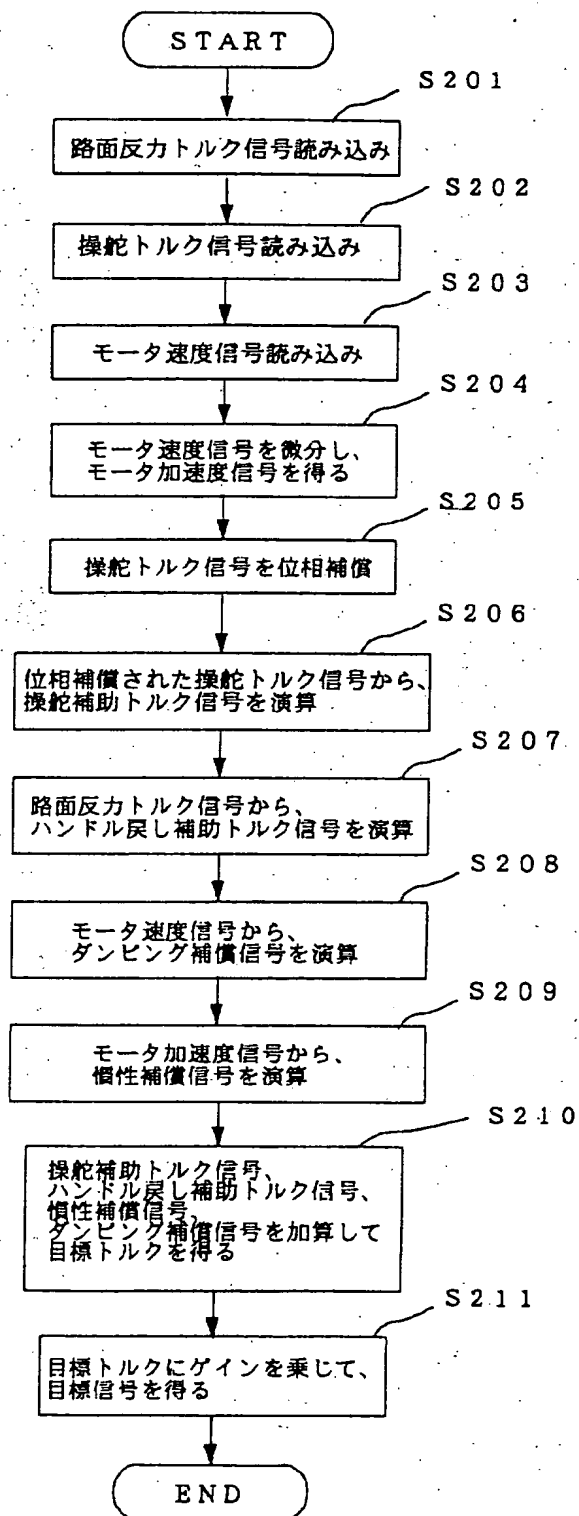 START
S201
路面反力トルク信号読み込み
S202
操舵トルク信号読み込み
S203
モータ速度信号読み込み
S204
モータ速度信号を微分し、
モータ加速度信号を得る
S205
操舵トルク信号を位相補償
S206
位相補償された操舵トルク信号から、
操舵補助トルク信号を演算
S207
路面反力トルク信号から、
ハンドル戻し補助トルク信号を演算
S208
モータ速度信号から、
ダンピング補償信号を演算
S209
モータ加速度信号から、
慣性補償信号を演算
S210
操舵補助トルク信号、
ハンドル戻し補助トルク信号、
慣性補償信号、
ダンピング補償信号を加算して
目標トルクを得る
S211
目標トルクにゲインを乗じて、
目標信号を得る
END